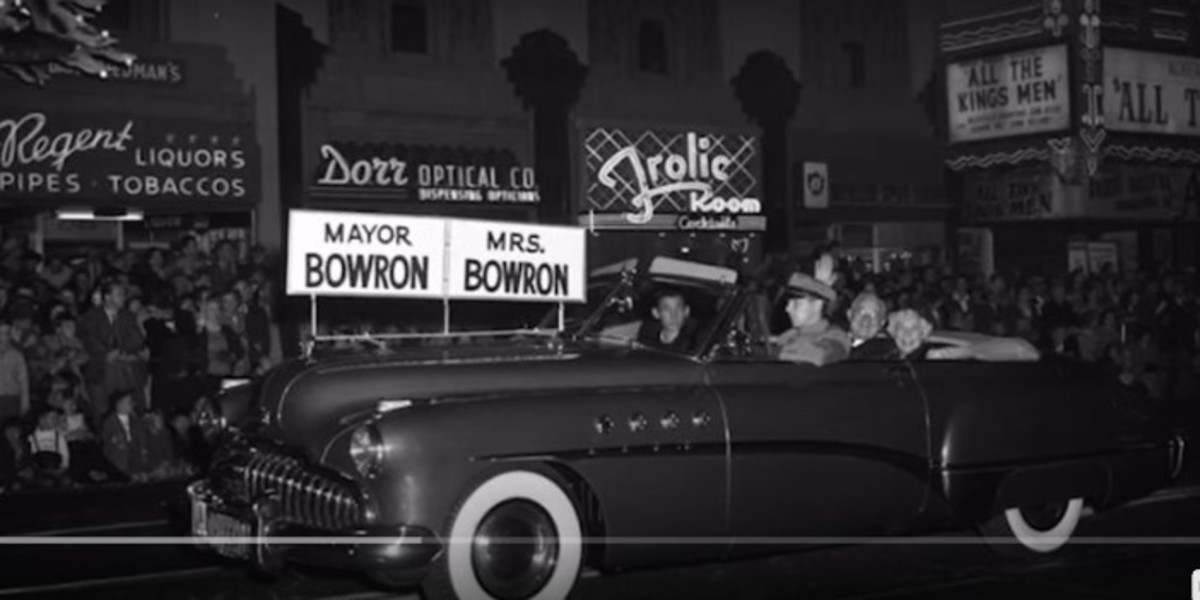 Regent
LIQUORS
PIPES · TOBACCOS
Dorr OPTICAL CO.
DISPENSING OPTICIANS
Frolic
Room
Cocktails
MAYOR
BOWRON
MRS.
BOWRON
"ALL THE
KINGS MEN"
"ALL T